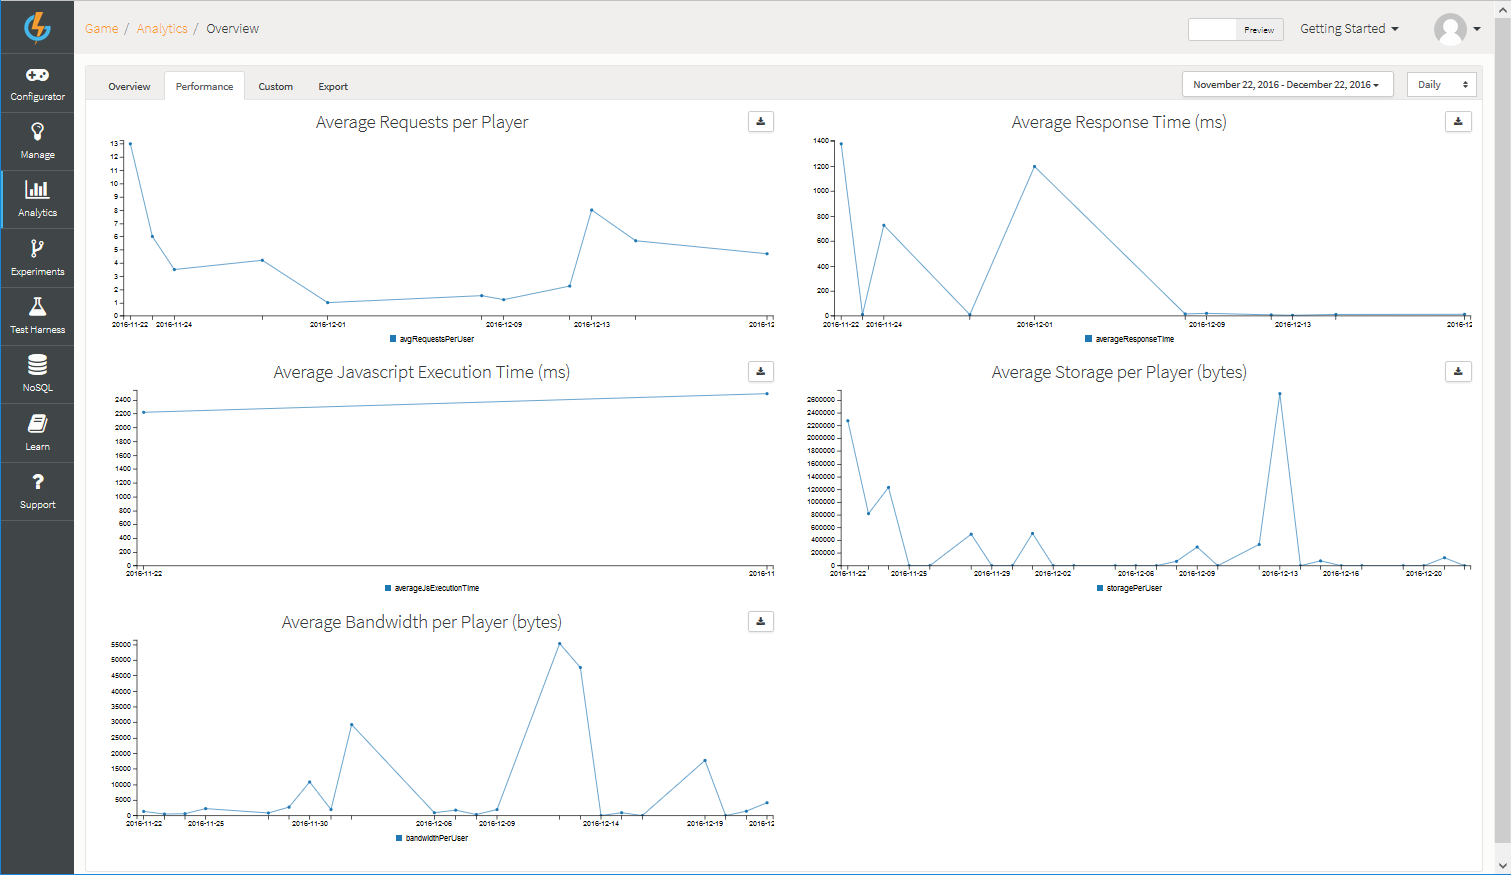 Game / Analytics / Overview
Preview
Getting Started
Configurator
Manage
Analytics
Experiments
Test Harness
NoSQL
Learn
Support
Overview
Performance
Custom
Export
November 22, 2016 - December 22, 2016
Daily
Average Requests per Player
13
12
11
10
9
8
7
6
5
4
3
2
1
0
2016-11-22 2016-11-24 2016-12-01 2016-12-09 2016-12-13 2016-12
avgRequestsPerUser
Average Response Time (ms)
1400
1200
1000
800
600
400
200
0
2016-11-22 2016-11-24 2016-12-01 2016-12-09 2016-12-13 2016-12
averageResponseTime
Average Javascript Execution Time (ms)
2400
2200
2000
1800
1600
1400
1200
1000
800
600
400
200
0
2016-11-22 2016-11
averageJsExecutionTime
Average Storage per Player (bytes)
2600000
2400000
2200000
2000000
1800000
1600000
1400000
1200000
1000000
800000
600000
400000
200000
0
2016-11-22 2016-11-25 2016-11-29 2016-12-02 2016-12-06 2016-12-09 2016-12-13 2016-12-16 2016-12-20
storagePerUser
Average Bandwidth per Player (bytes)
55000
50000
45000
40000
35000
30000
25000
20000
15000
10000
5000
0
2016-11-22 2016-11-25 2016-11-30 2016-12-06 2016-12-09 2016-12-14 2016-12-19 2016-12
bandwidthPerUser